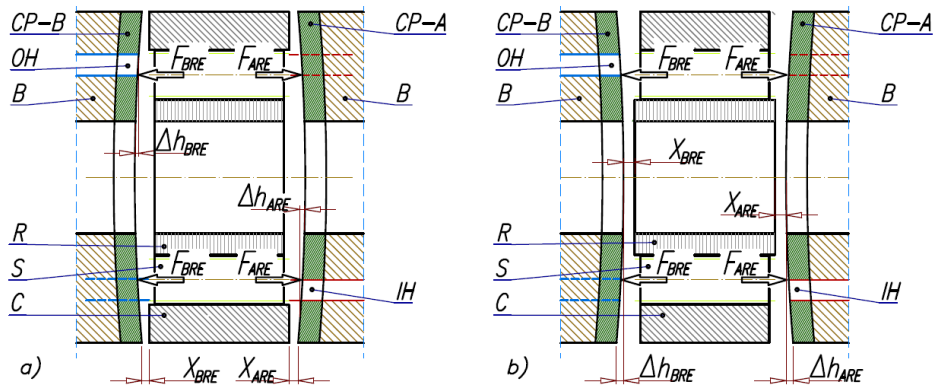 CP-B
OH
B
F_BRE F_ARE
CP-A
B
Δh_BRE
Δh_ARE
R
S
C
F_BRE F_ARE
IH
a)
X_BRE X_ARE
CP-B
OH
B
F_BRE F_ARE
CP-A
B
X_BRE
X_ARE
R
S
C
F_BRE F_ARE
IH
b)
Δh_BRE Δh_ARE